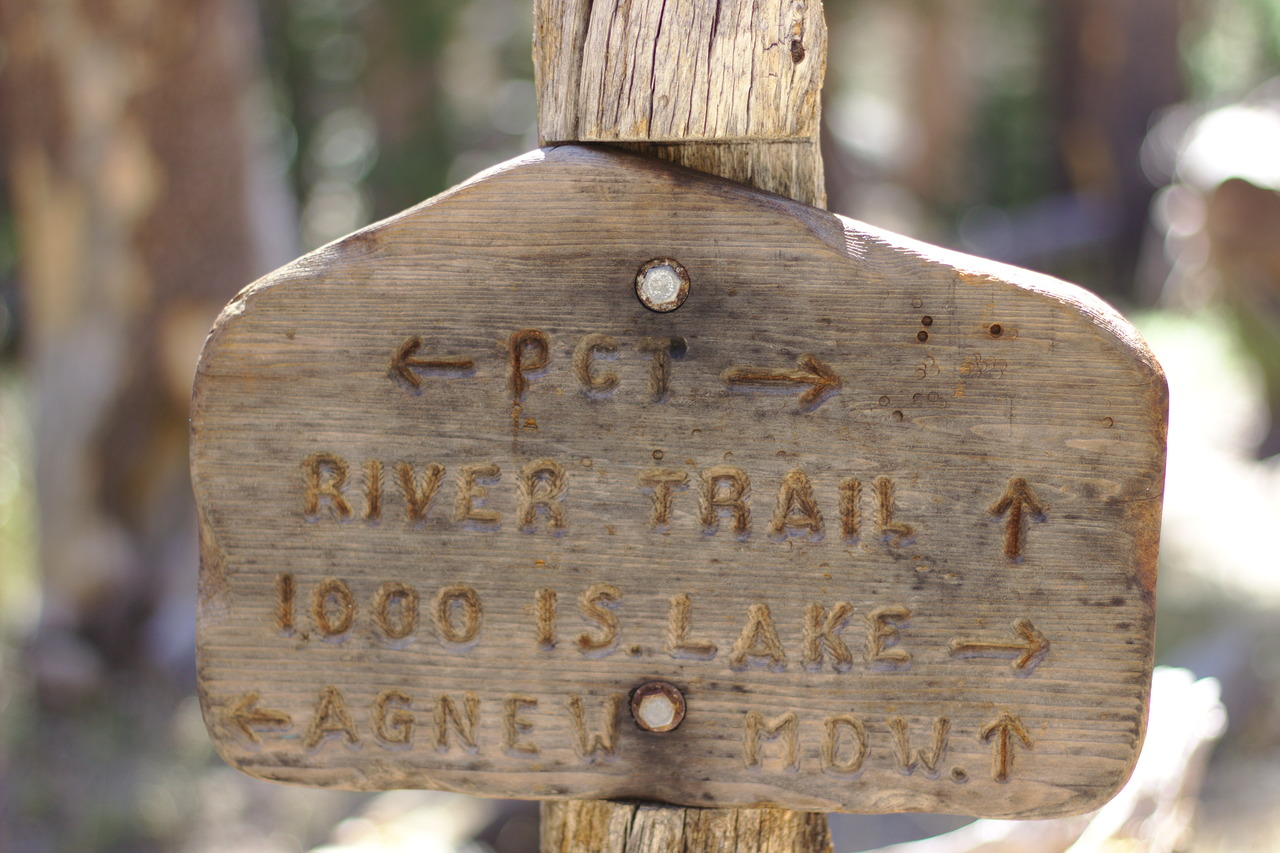 ← PCT →
RIVER TRAIL ↑
1000 IS. LAKE →
← AGNEW MDW. ↑